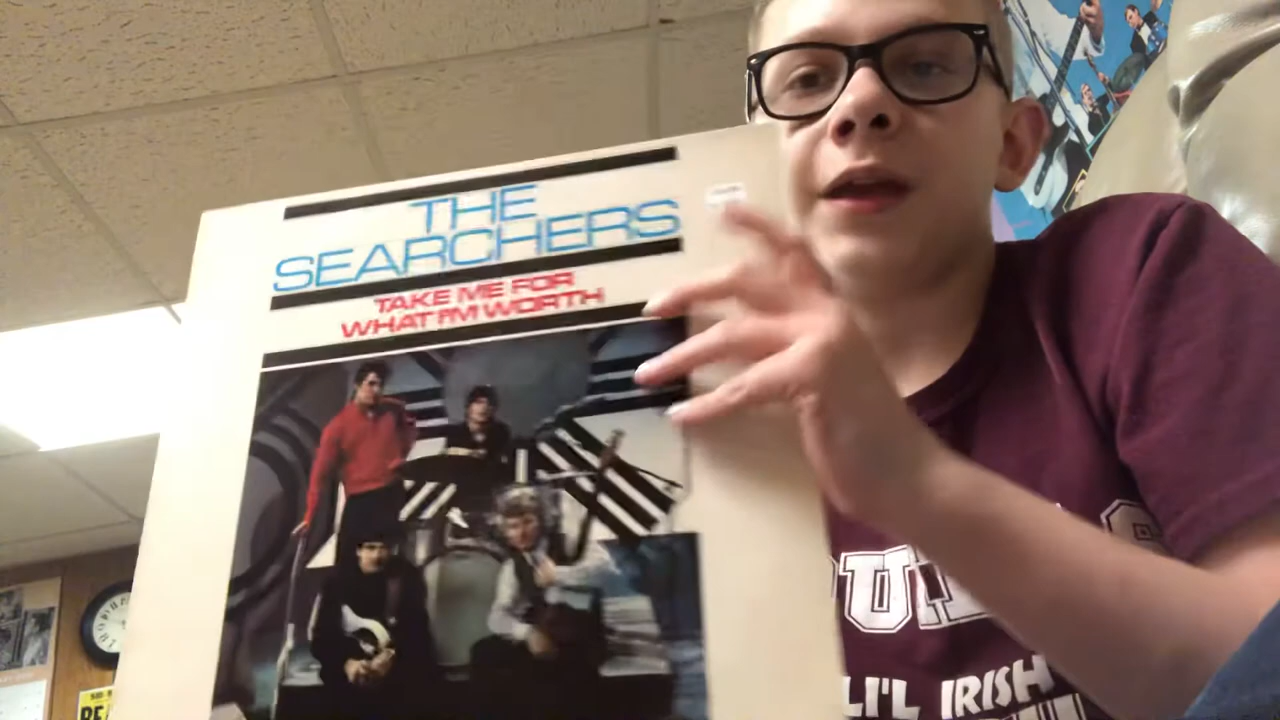 THE
SEARCHERS
TAKE ME FOR
WHAT I'M WORTH
LI'L IRISH